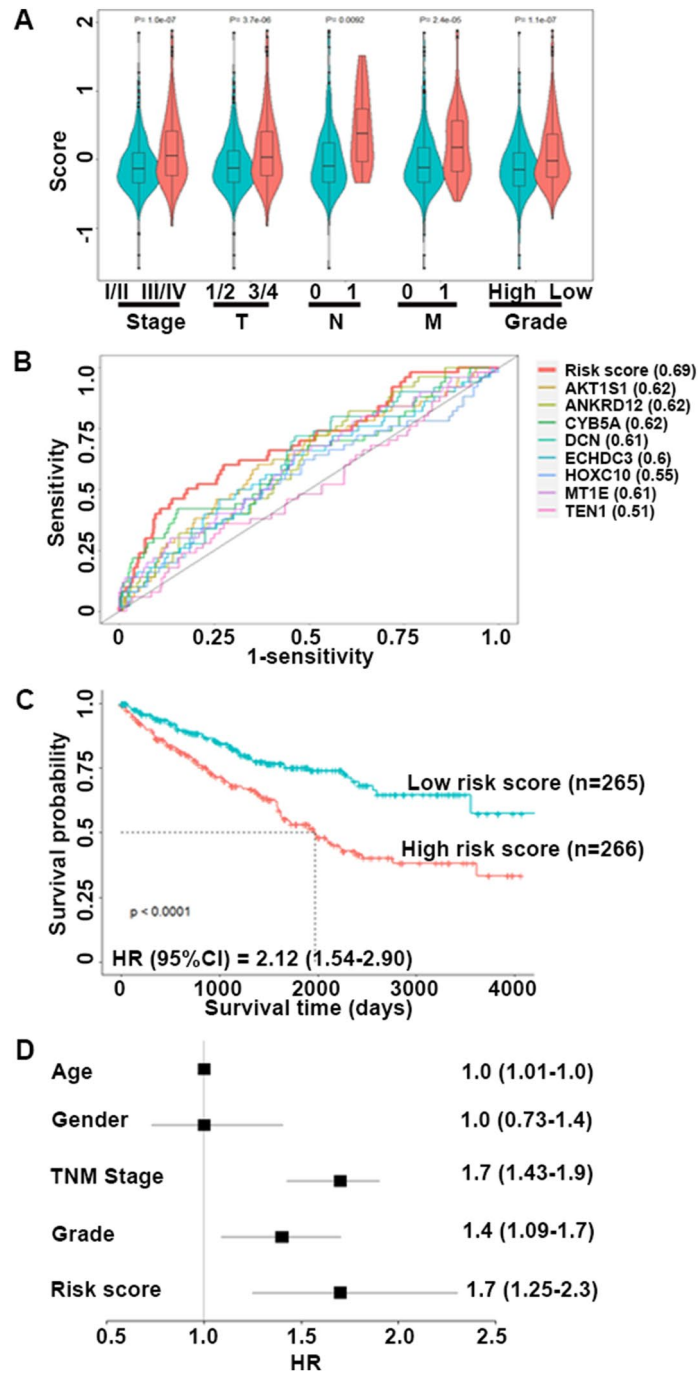 A
P= 1.0e-07 P= 3.7e-06 P= 0.0092 P= 2.4e-05 P= 1.1e-07
2
1
0
-1
Score
I/II III/IV 1/2 3/4 0 1 0 1 High Low
Stage T N M Grade
B
1.0
0.75
0.5
0.25
0
Sensitivity
0 0.25 0.5 0.75 1.0
1-sensitivity
Risk score (0.69)
AKT1S1 (0.62)
ANKRD12 (0.62)
CYB5A (0.62)
DCN (0.61)
ECHDC3 (0.6)
HOXC10 (0.55)
MT1E (0.61)
TEN1 (0.51)
C
1.0
0.75
0.5
0.25
0
Survival probability
Low risk score (n=265)
High risk score (n=266)
p < 0.0001
HR (95%CI) = 2.12 (1.54-2.90)
0 1000 2000 3000 4000
Survival time (days)
D
Age 1.0 (1.01-1.0)
Gender 1.0 (0.73-1.4)
TNM Stage 1.7 (1.43-1.9)
Grade 1.4 (1.09-1.7)
Risk score 1.7 (1.25-2.3)
0.5 1.0 1.5 2.0 2.5
HR